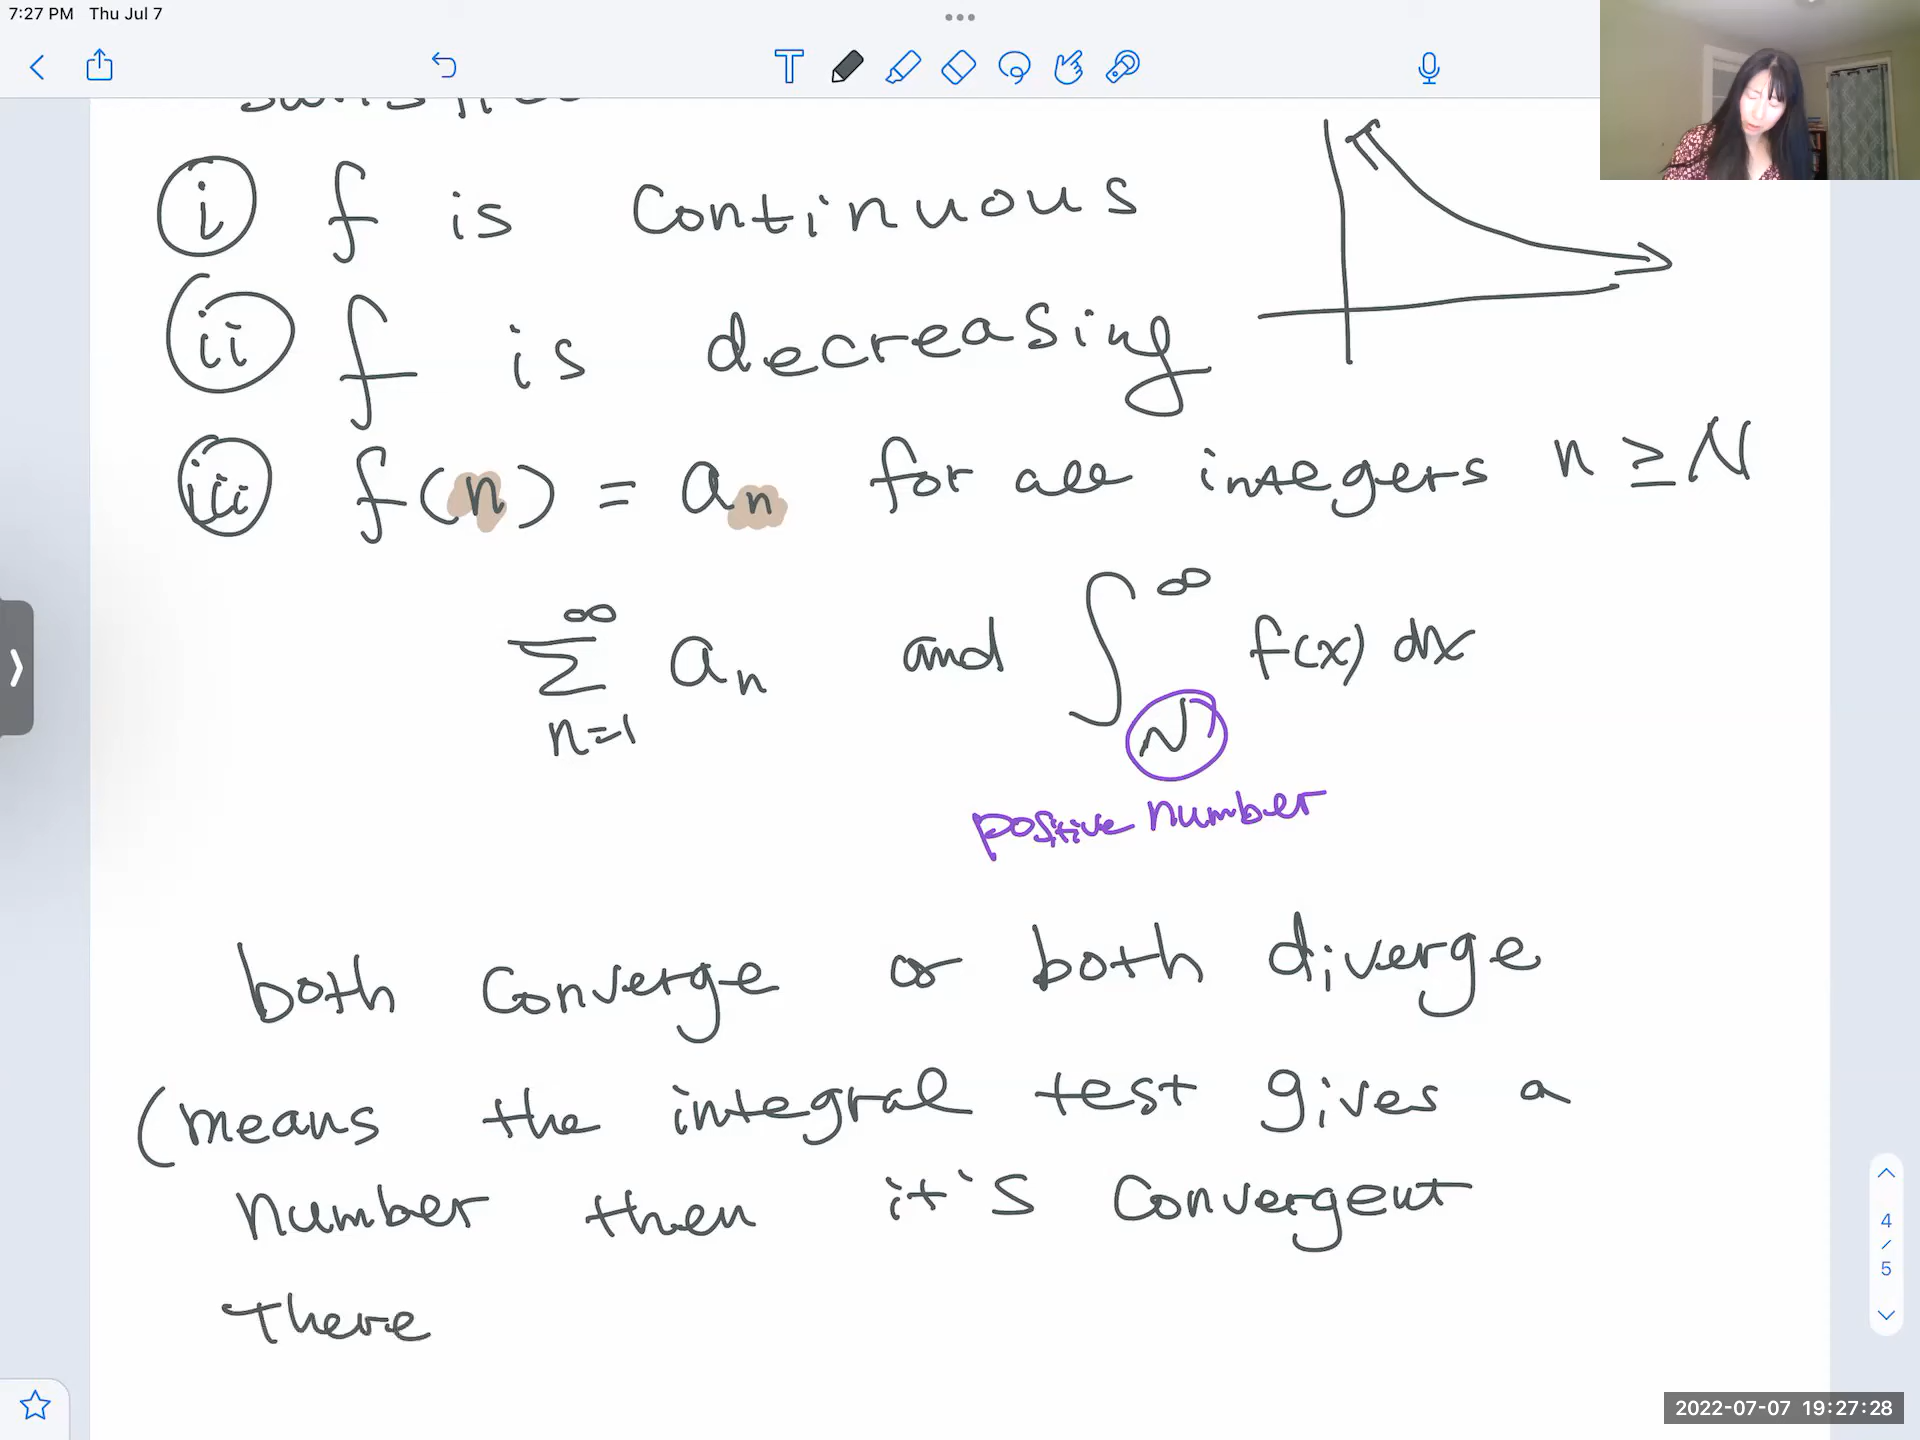 7:27 PM Thu Jul 7
i f is continuous
ii f is decreasing
iii f(n) = an for all integers n ≥ N
∞ ∑ n=1 an and ∫ ∞ N f(x) dx
positive number
both converge or both diverge
(means the integral test gives a
number then it's convergent
There
4
/
5
2022-07-07 19:27:28